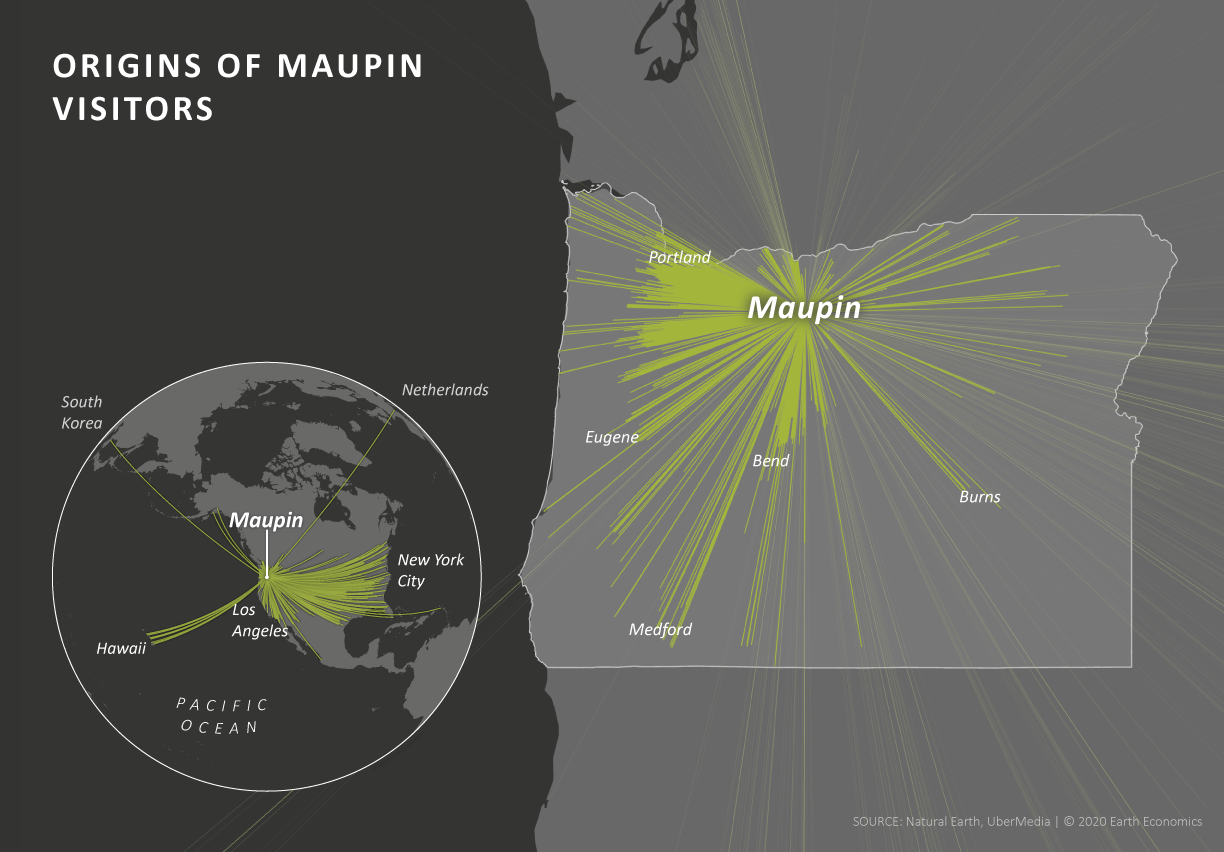 ORIGINS OF MAUPIN
VISITORS
Portland
Maupin
Eugene
Bend
Burns
Medford
South
Korea
Netherlands
Maupin
New York
City
Los
Angeles
Hawaii
PACIFIC
OCEAN
SOURCE: Natural Earth, UberMedia | © 2020 Earth Economics